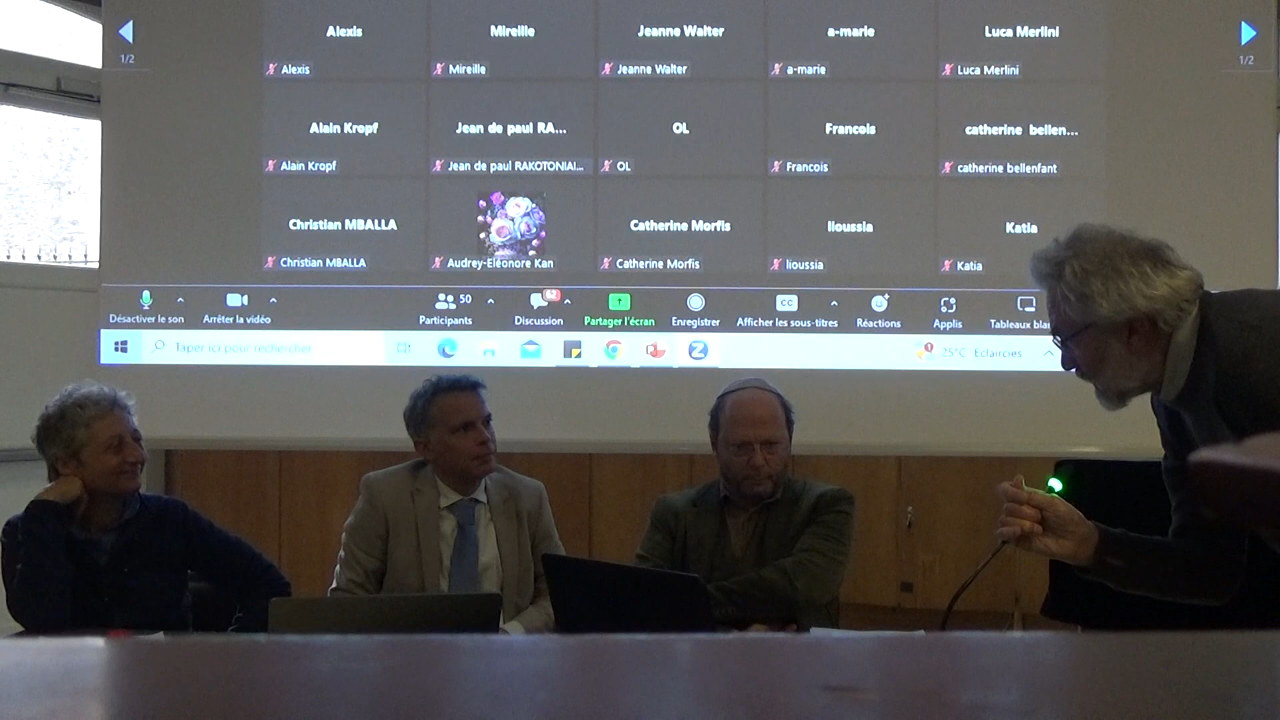 Alexis Mireille Jeanne Walter a-marie Luca Merlini
1/2 1/2
Alexis Mireille Jeanne Walter a-marie Luca Merlini
Alain Kropf Jean de paul RA... OL Francois catherine bellen...
Alain Kropf Jean de paul RAKOTONIAI... OL Francois catherine bellenfant
Christian MBALLA Catherine Morfis lioussia Katia
Christian MBALLA Audrey-Eléonore Kan Catherine Morfis lioussia Katia
50 62 CC
Désactiver le son Arrêter la vidéo Participants Discussion Partager l'écran Enregistrer Afficher les sous-titres Réactions Applis Tableaux bla
Taper ici pour rechercher Z 1 25°C Eclaircies